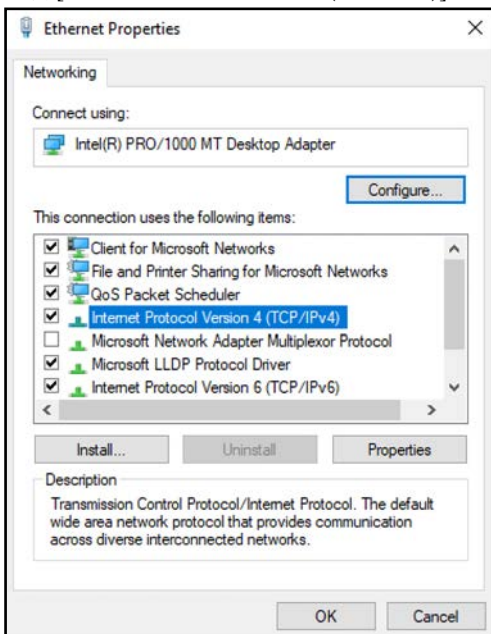 Ethernet Properties
Networking
Connect using:
Intel(R) PRO/1000 MT Desktop Adapter
Configure...
This connection uses the following items:
Client for Microsoft Networks
File and Printer Sharing for Microsoft Networks
QoS Packet Scheduler
Internet Protocol Version 4 (TCP/IPv4)
Microsoft Network Adapter Multiplexor Protocol
Microsoft LLDP Protocol Driver
Internet Protocol Version 6 (TCP/IPv6)
Install... Uninstall Properties
Description
Transmission Control Protocol/Internet Protocol. The default
wide area network protocol that provides communication
across diverse interconnected networks.
OK Cancel